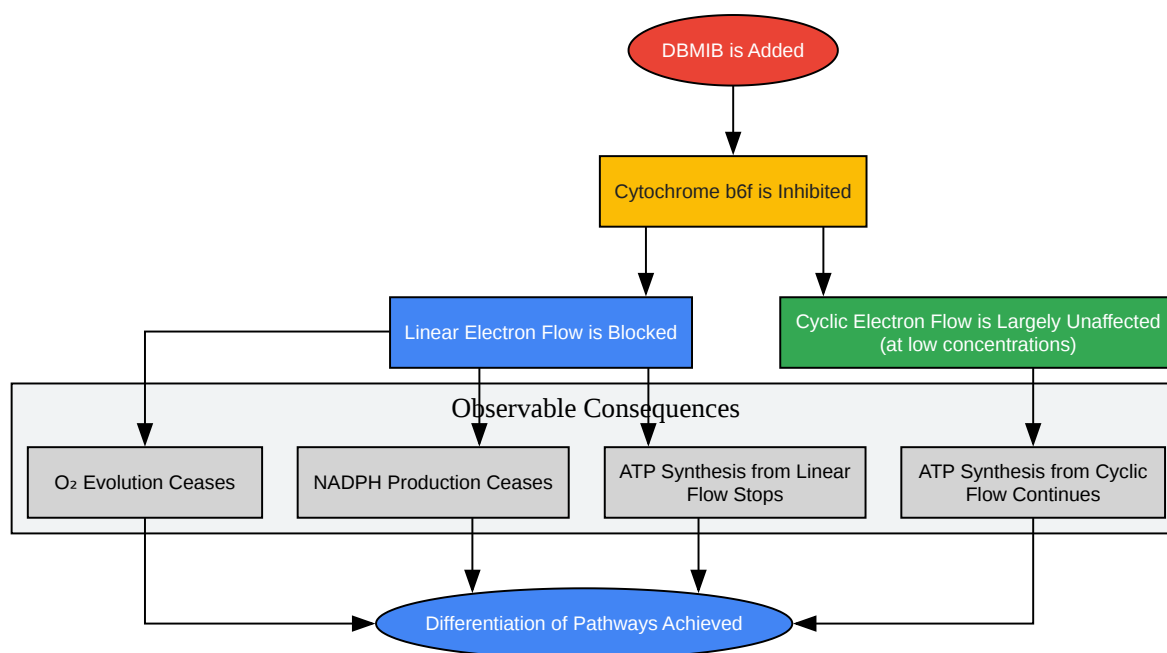 DBMIB is Added
Cytochrome b6f is Inhibited
Linear Electron Flow is Blocked
Cyclic Electron Flow is Largely Unaffected
(at low concentrations)
Observable Consequences
O₂ Evolution Ceases
NADPH Production Ceases
ATP Synthesis from Linear
Flow Stops
ATP Synthesis from Cyclic
Flow Continues
Differentiation of Pathways Achieved